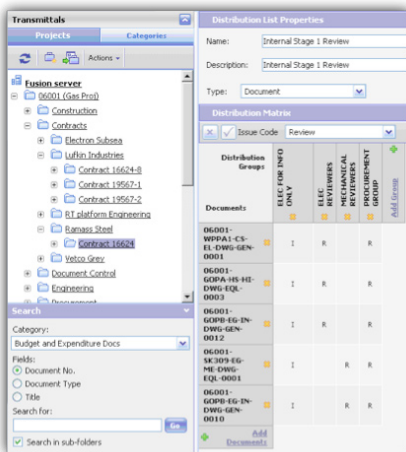 Transmittals
Projects
Categories
Actions
Fusion server
06001 (Gas Proj)
Construction
Contracts
Electron Subsea
Lufkin Industries
Contract 16624-B
Contract 19567-1
Contract 19567-2
RT platform Engineering
Ramass Steel
Contract 16624
Vetco Grey
Document Control
Engineering
Procurement
Search
Category:
Budget and Expenditure Docs
Fields:
Document No.
Document Type
Title
Search for:
Go
Search in sub-folders
Distribution List Properties
Name: Internal Stage 1 Review
Description: Internal Stage 1 Review
Type: Document
Distribution Matrix
Issue Code Review
Distribution
Groups
Documents
ELEC FOR INFO
ONLY
ELEC
REVIEWERS
MECHANICAL
REVIEWERS
PROCUREMENT
GROUP
Add Group
06001-
WPPA1-CS-
EL-DWG-GEN-
0001
I R R
06001-
GOPA-HS-HI-
DWG-EQL-
0003
I R R
06001-
GOPB-EG-IN-
DWG-GEN-
0012
I R R
06001-
SK309-EG-
ME-DWG-
EQL-0001
I R R
06001-
GOPB-EG-IN-
DWG-GEN-
0010
I R R
Add
Documents